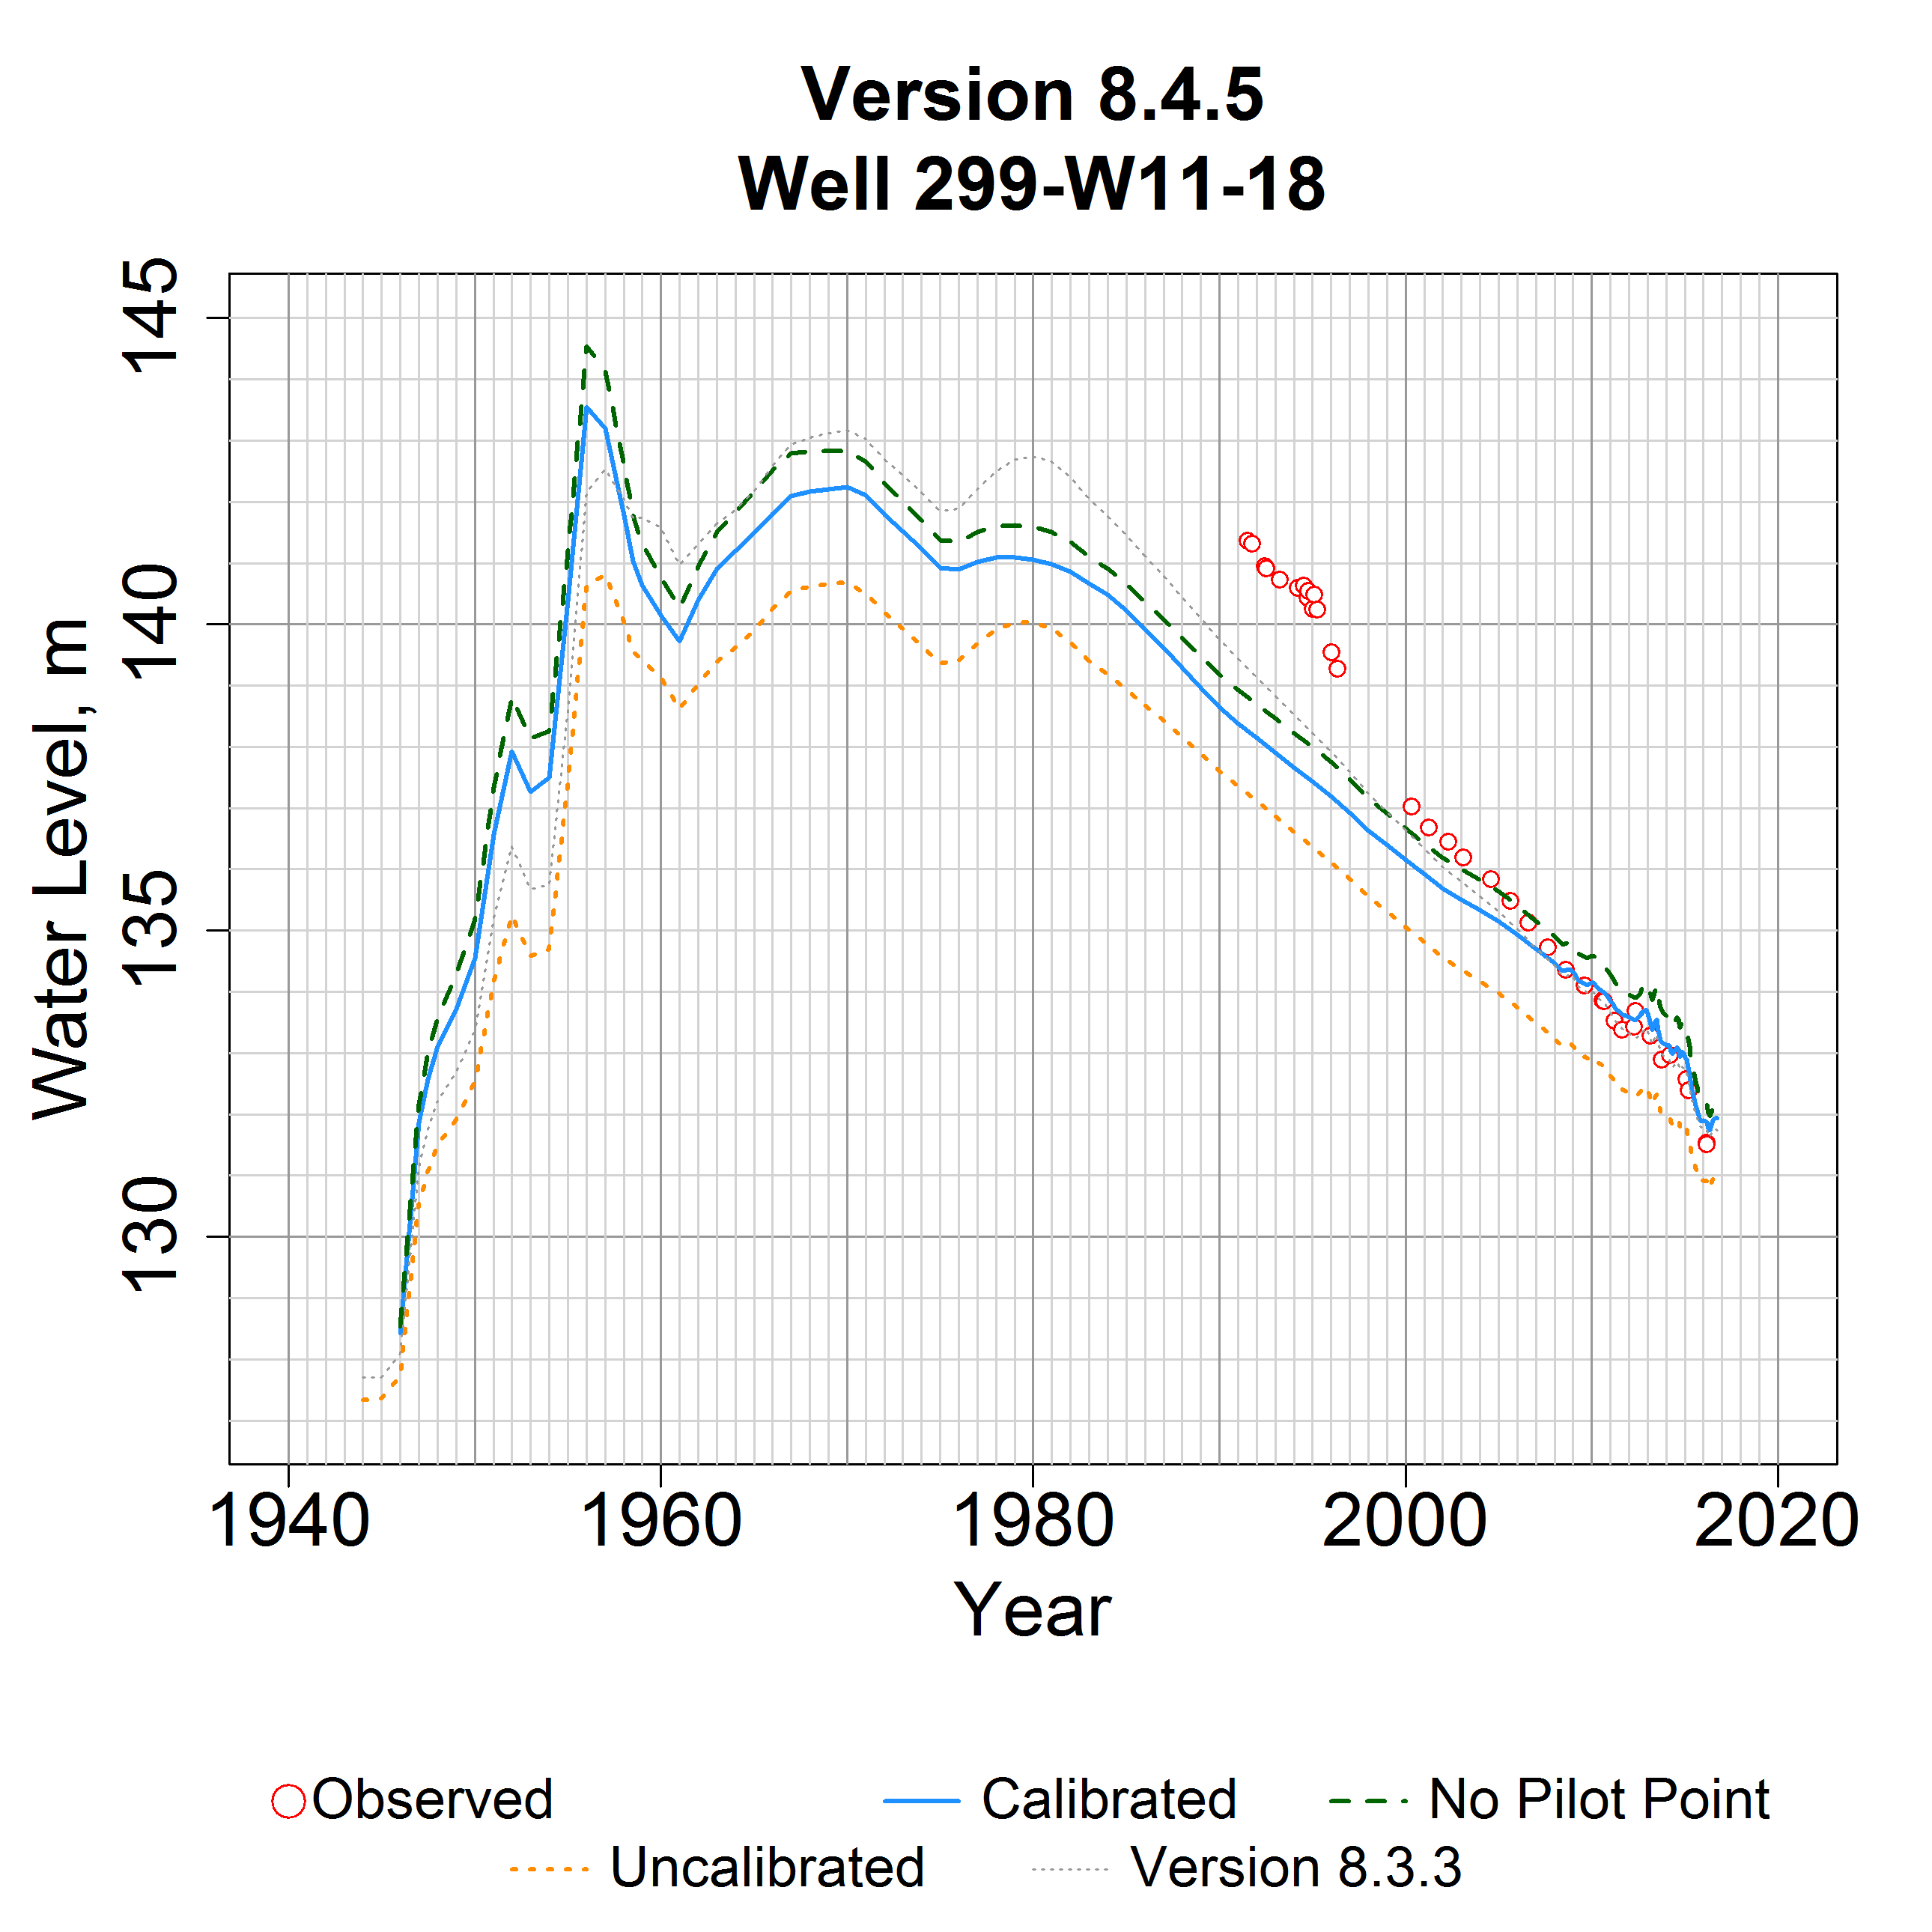 Version 8.4.5
Well 299-W11-18
145
140
135
130
Water Level, m
1940 1960 1980 2000 2020
Year
Observed Calibrated No Pilot Point
Uncalibrated Version 8.3.3